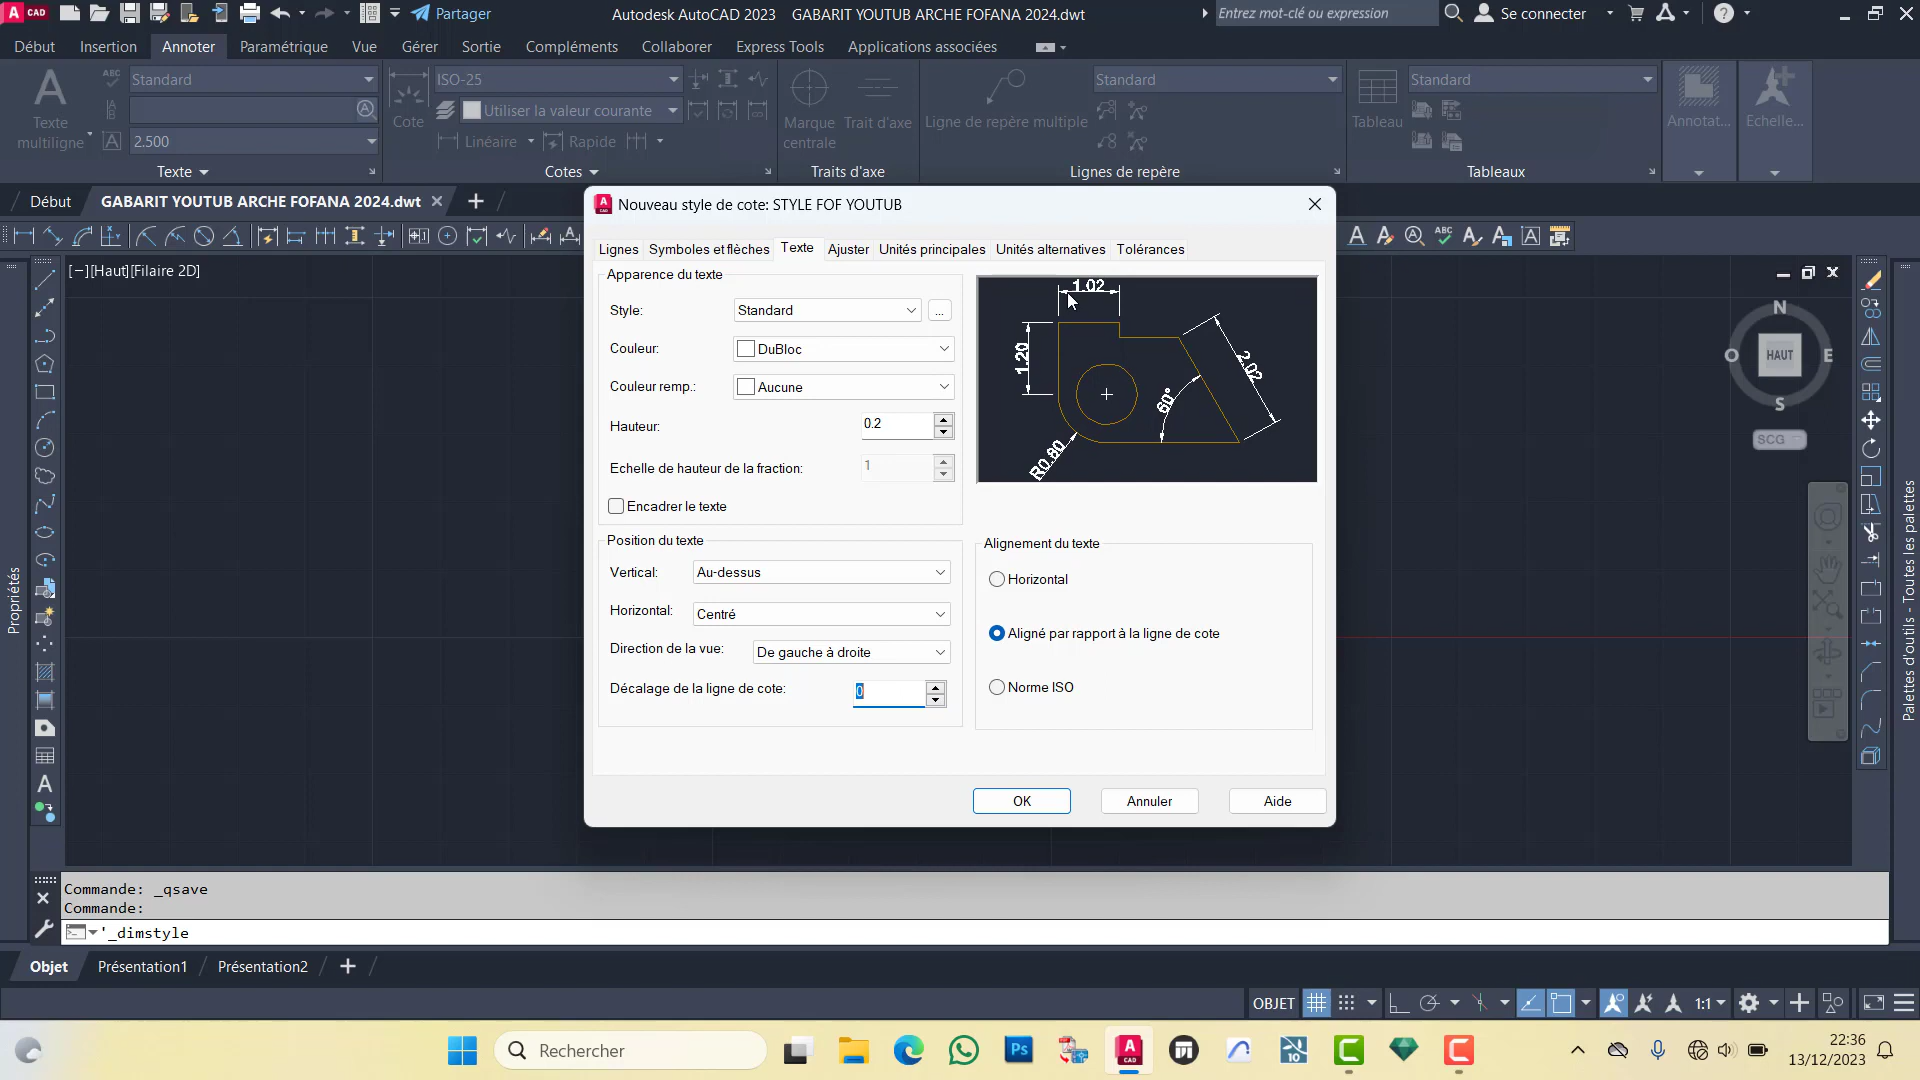 CAD
Partager
Autodesk AutoCAD 2023 GABARIT YOUTUB ARCHE FOFANA 2024.dwt
Entrez mot-clé ou expression
Se connecter
Début Insertion Annoter Paramétrique Vue Gérer Sortie Compléments Collaborer Express Tools Applications associées
Texte
multiligne
ABC
Standard
2.500
Cote
ISO-25
Utiliser la valeur courante
Linéaire
Rapide
Marque
centrale
Trait d'axe
Ligne de repère multiple
Standard
Tableau
Standard
Annotat...
Echelle...
Texte
Cotes
Traits d'axe
Lignes de repère
Tableaux
Début
GABARIT YOUTUB ARCHE FOFANA 2024.dwt
[−][Haut][Filaire 2D]
Nouveau style de cote: STYLE FOF YOUTUB
Lignes Symboles et flèches Texte Ajuster Unités principales Unités alternatives Tolérances
Apparence du texte
Style:
Standard
...
Couleur:
DuBloc
Couleur remp.:
Aucune
Hauteur:
0.2
Echelle de hauteur de la fraction:
1
Encadrer le texte
1.02
1.20
2.02
60°
R0.80
Position du texte
Vertical:
Au-dessus
Horizontal:
Centré
Direction de la vue:
De gauche à droite
Décalage de la ligne de cote:
0
Alignement du texte
Horizontal
Aligné par rapport à la ligne de cote
Norme ISO
OK
Annuler
Aide
N
O
HAUT
E
S
SCG
Propriétés
Palettes d'outils - Toutes les palettes
Commande: _qsave
Commande:
'_dimstyle
Objet
Présentation1
Présentation2
OBJET
1:1
Rechercher
Ps
CAD
10
22:36
13/12/2023